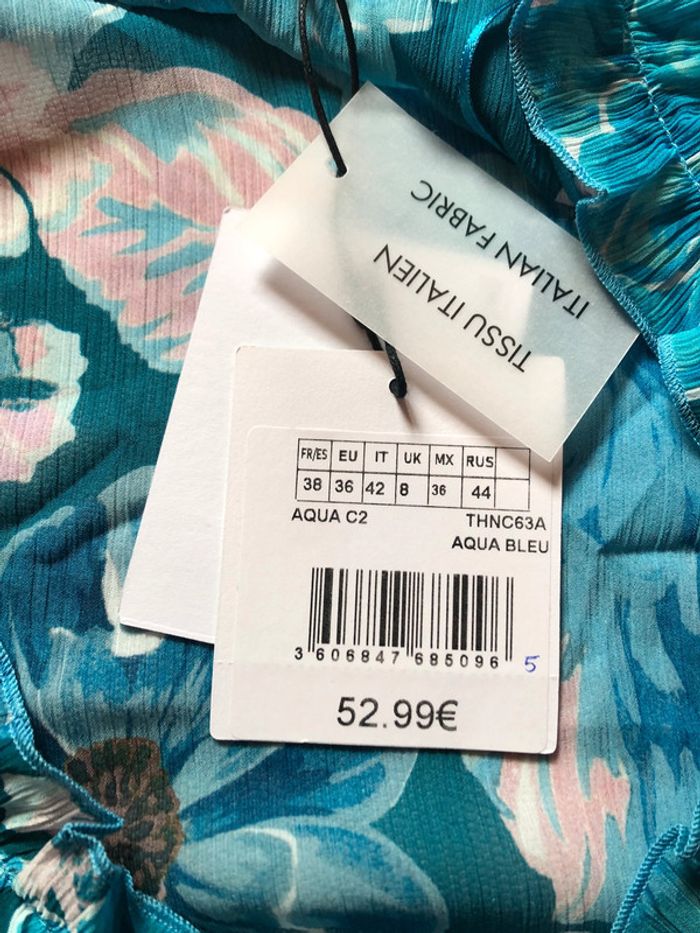 TISSU ITALIEN
ITALIAN FABRIC
FR/ES EU IT UK MX RUS
38 36 42 8 36 44
AQUA C2 THNC63A
AQUA BLEU
3 606847 685096 5
52.99€